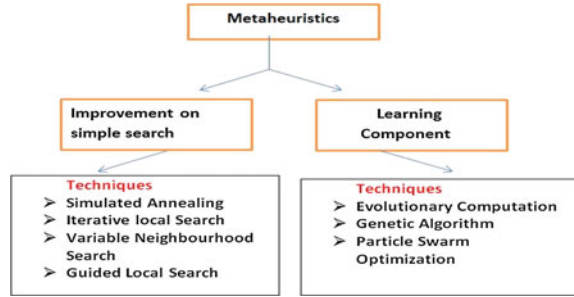 Metaheuristics
Improvement on
simple search
Learning
Component
Techniques
➢ Simulated Annealing
➢ Iterative local Search
➢ Variable Neighbourhood
Search
➢ Guided Local Search
Techniques
➢ Evolutionary Computation
➢ Genetic Algorithm
➢ Particle Swarm
Optimization